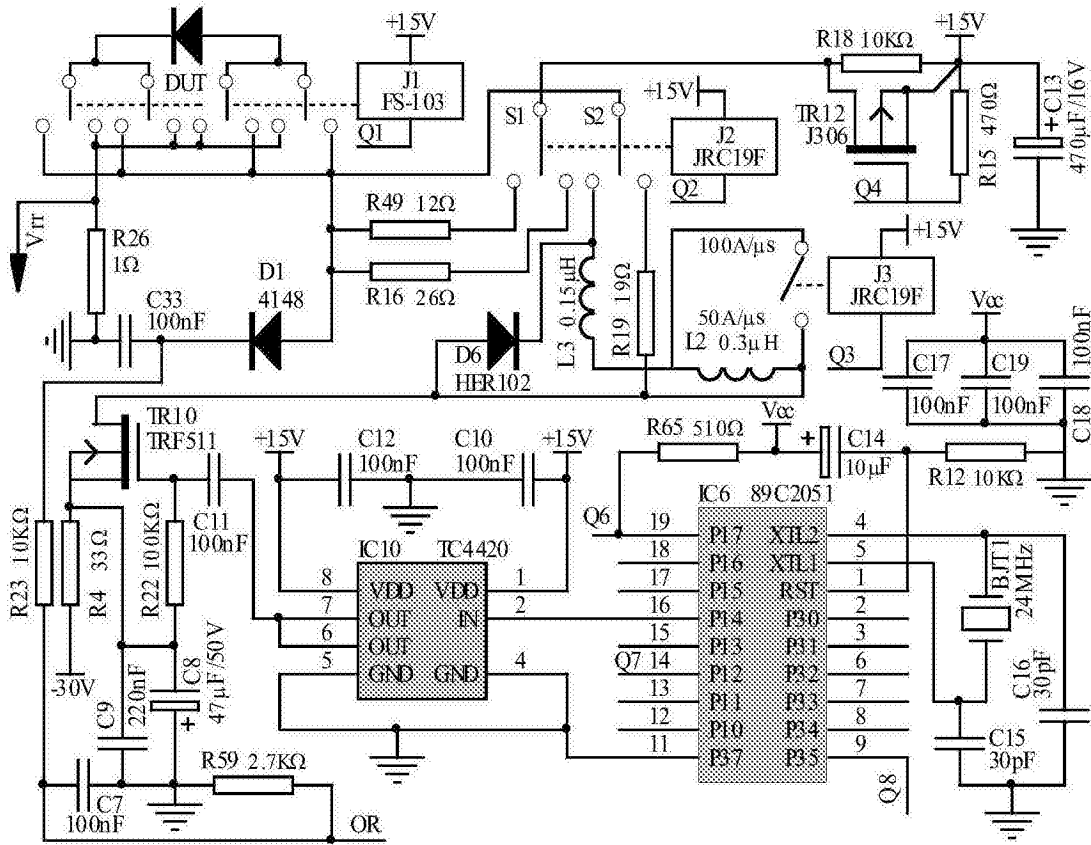 +15V
+15V
R18 10KΩ
J1
FS-103
DUT
Q1
S1
S2
+15V
J2
JRC19F
Q2
TR12
J306
Q4
R15 470Ω
C13
470μF/16V
Vrr
R26
1Ω
R49 12Ω
R16 26Ω
D1
4148
C33
100nF
D6
HER102
L3 0.15μH
R19 19Ω
100A/μs
50A/μs
L2 0.3μH
+15V
J3
JRC19F
Q3
Vcc
C17
100nF
C19
100nF
C18
100nF
TR10
TRF511
+15V
C12
100nF
C10
100nF
+15V
R65 510Ω
Vcc
C14
10μF
R12 10KΩ
C11
100nF
R23 10KΩ
R4 33Ω
R22 100KΩ
-30V
C9
220nF
C8
47μF/50V
C7
100nF
R59 2.7KΩ
OR
IC10 TC4420
8 VDD VDD 1
7 OUT IN 2
6 OUT
5 GND GND 4
IC6 89C2051
Q6
19 P17 XTL2 4
18 P16 XTL1 5
17 P15 RST 1
16 P14 P30 2
15 P13 P31 3
Q7 14 P12 P32 6
13 P11 P33 7
12 P10 P34 8
11 P37 P35 9
Q8
BJT1
24MHz
C16
30pF
C15
30pF